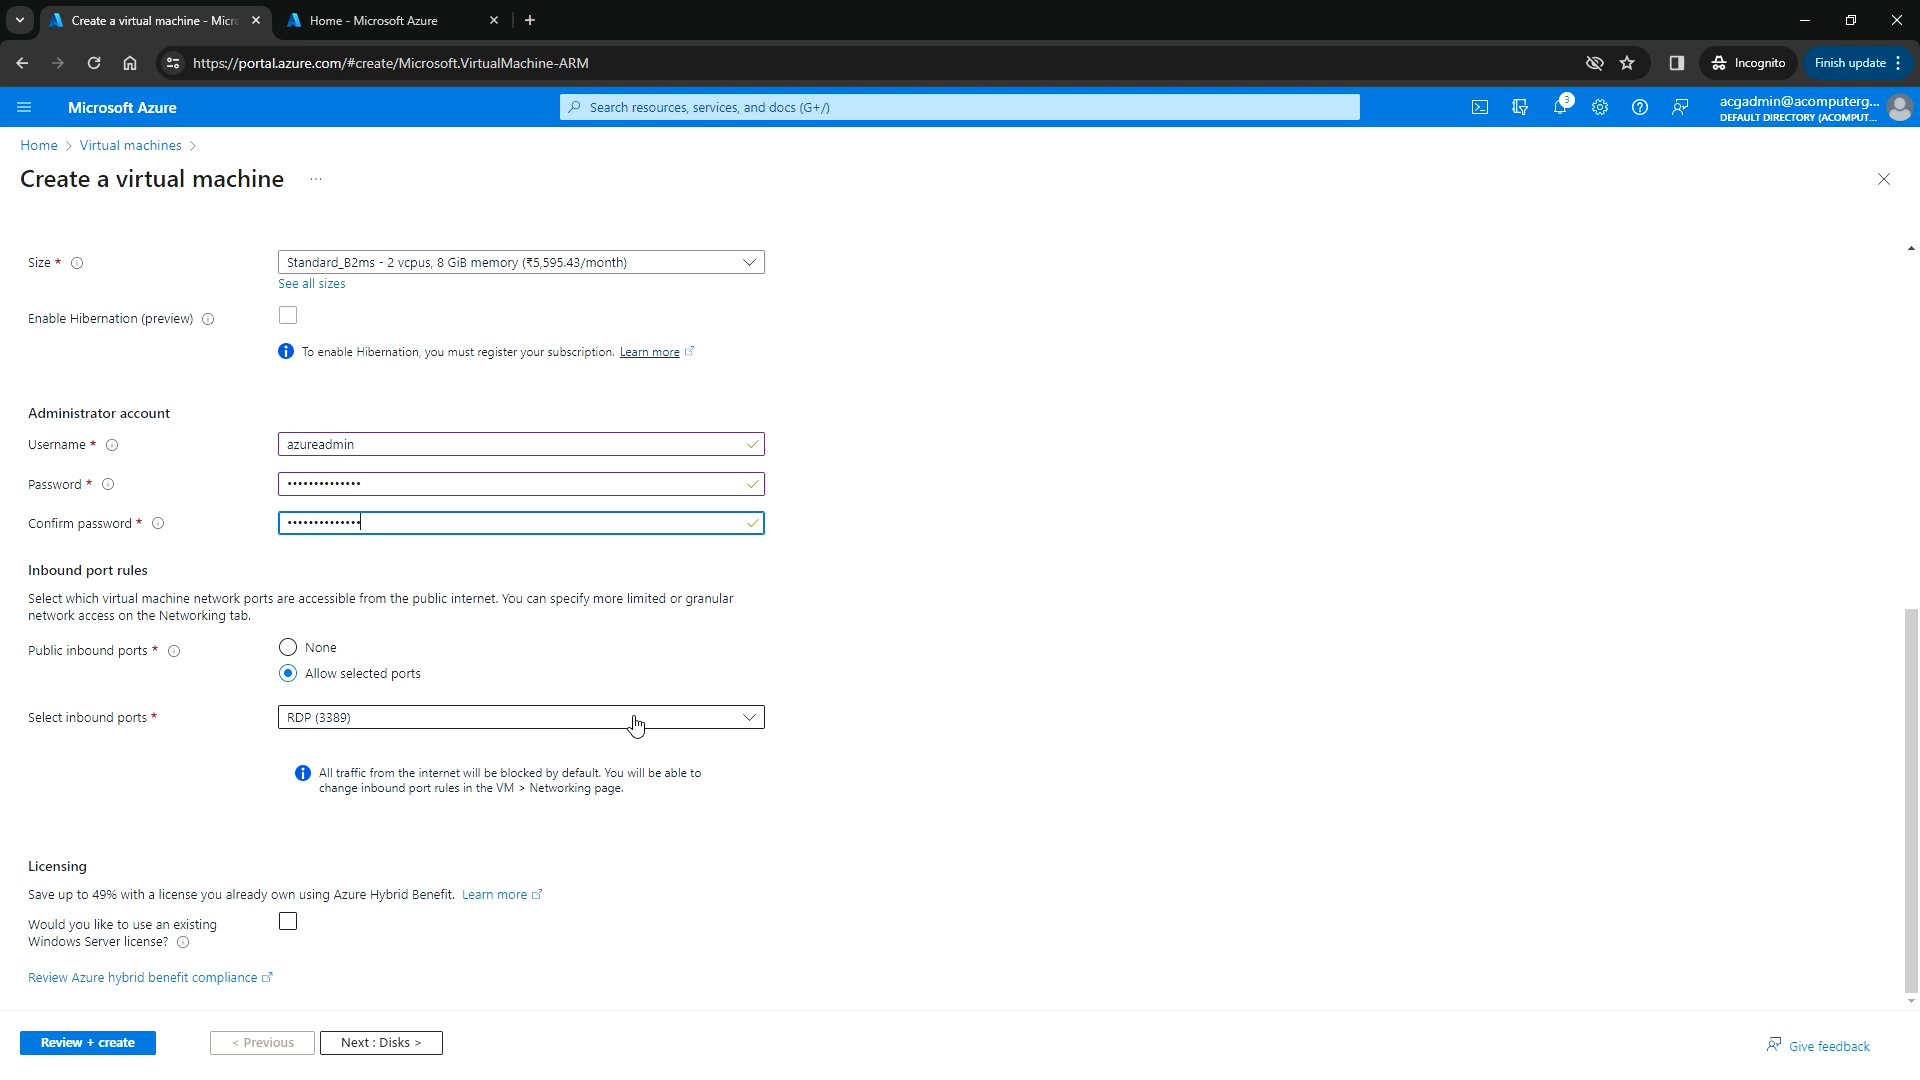 Create a virtual machine - Micr
Home - Microsoft Azure
https://portal.azure.com/#create/Microsoft.VirtualMachine-ARM
Incognito
Finish update
Microsoft Azure
Search resources, services, and docs (G+/)
3
acgadmin@acomputerg...
DEFAULT DIRECTORY (ACOMPUT...
Home > Virtual machines >
Create a virtual machine ...
Size *
Standard_B2ms - 2 vcpus, 8 GiB memory (₹5,595.43/month)
See all sizes
Enable Hibernation (preview)
To enable Hibernation, you must register your subscription. Learn more
Administrator account
Username *
azureadmin
Password *
••••••••••••••
Confirm password *
••••••••••••••
Inbound port rules
Select which virtual machine network ports are accessible from the public internet. You can specify more limited or granular
network access on the Networking tab.
Public inbound ports *
None
Allow selected ports
Select inbound ports *
RDP (3389)
All traffic from the internet will be blocked by default. You will be able to
change inbound port rules in the VM > Networking page.
Licensing
Save up to 49% with a license you already own using Azure Hybrid Benefit. Learn more
Would you like to use an existing
Windows Server license?
Review Azure hybrid benefit compliance
Review + create
< Previous
Next : Disks >
Give feedback